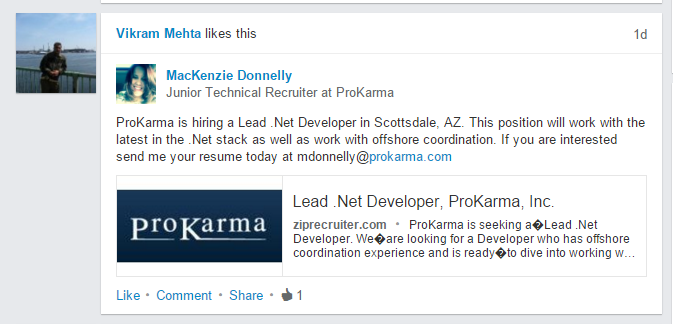 Vikram Mehta likes this
1d
MacKenzie Donnelly
Junior Technical Recruiter at ProKarma
ProKarma is hiring a Lead .Net Developer in Scottsdale, AZ. This position will work with the
latest in the .Net stack as well as work with offshore coordination. If you are interested
send me your resume today at mdonnelly@prokarma.com
PROKARMA
Lead .Net Developer, ProKarma, Inc.
ziprecruiter.com • ProKarma is seeking a�Lead .Net
Developer. We�are looking for a Developer who has offshore
coordination experience and is ready�to dive into working w…
Like • Comment • Share • 1